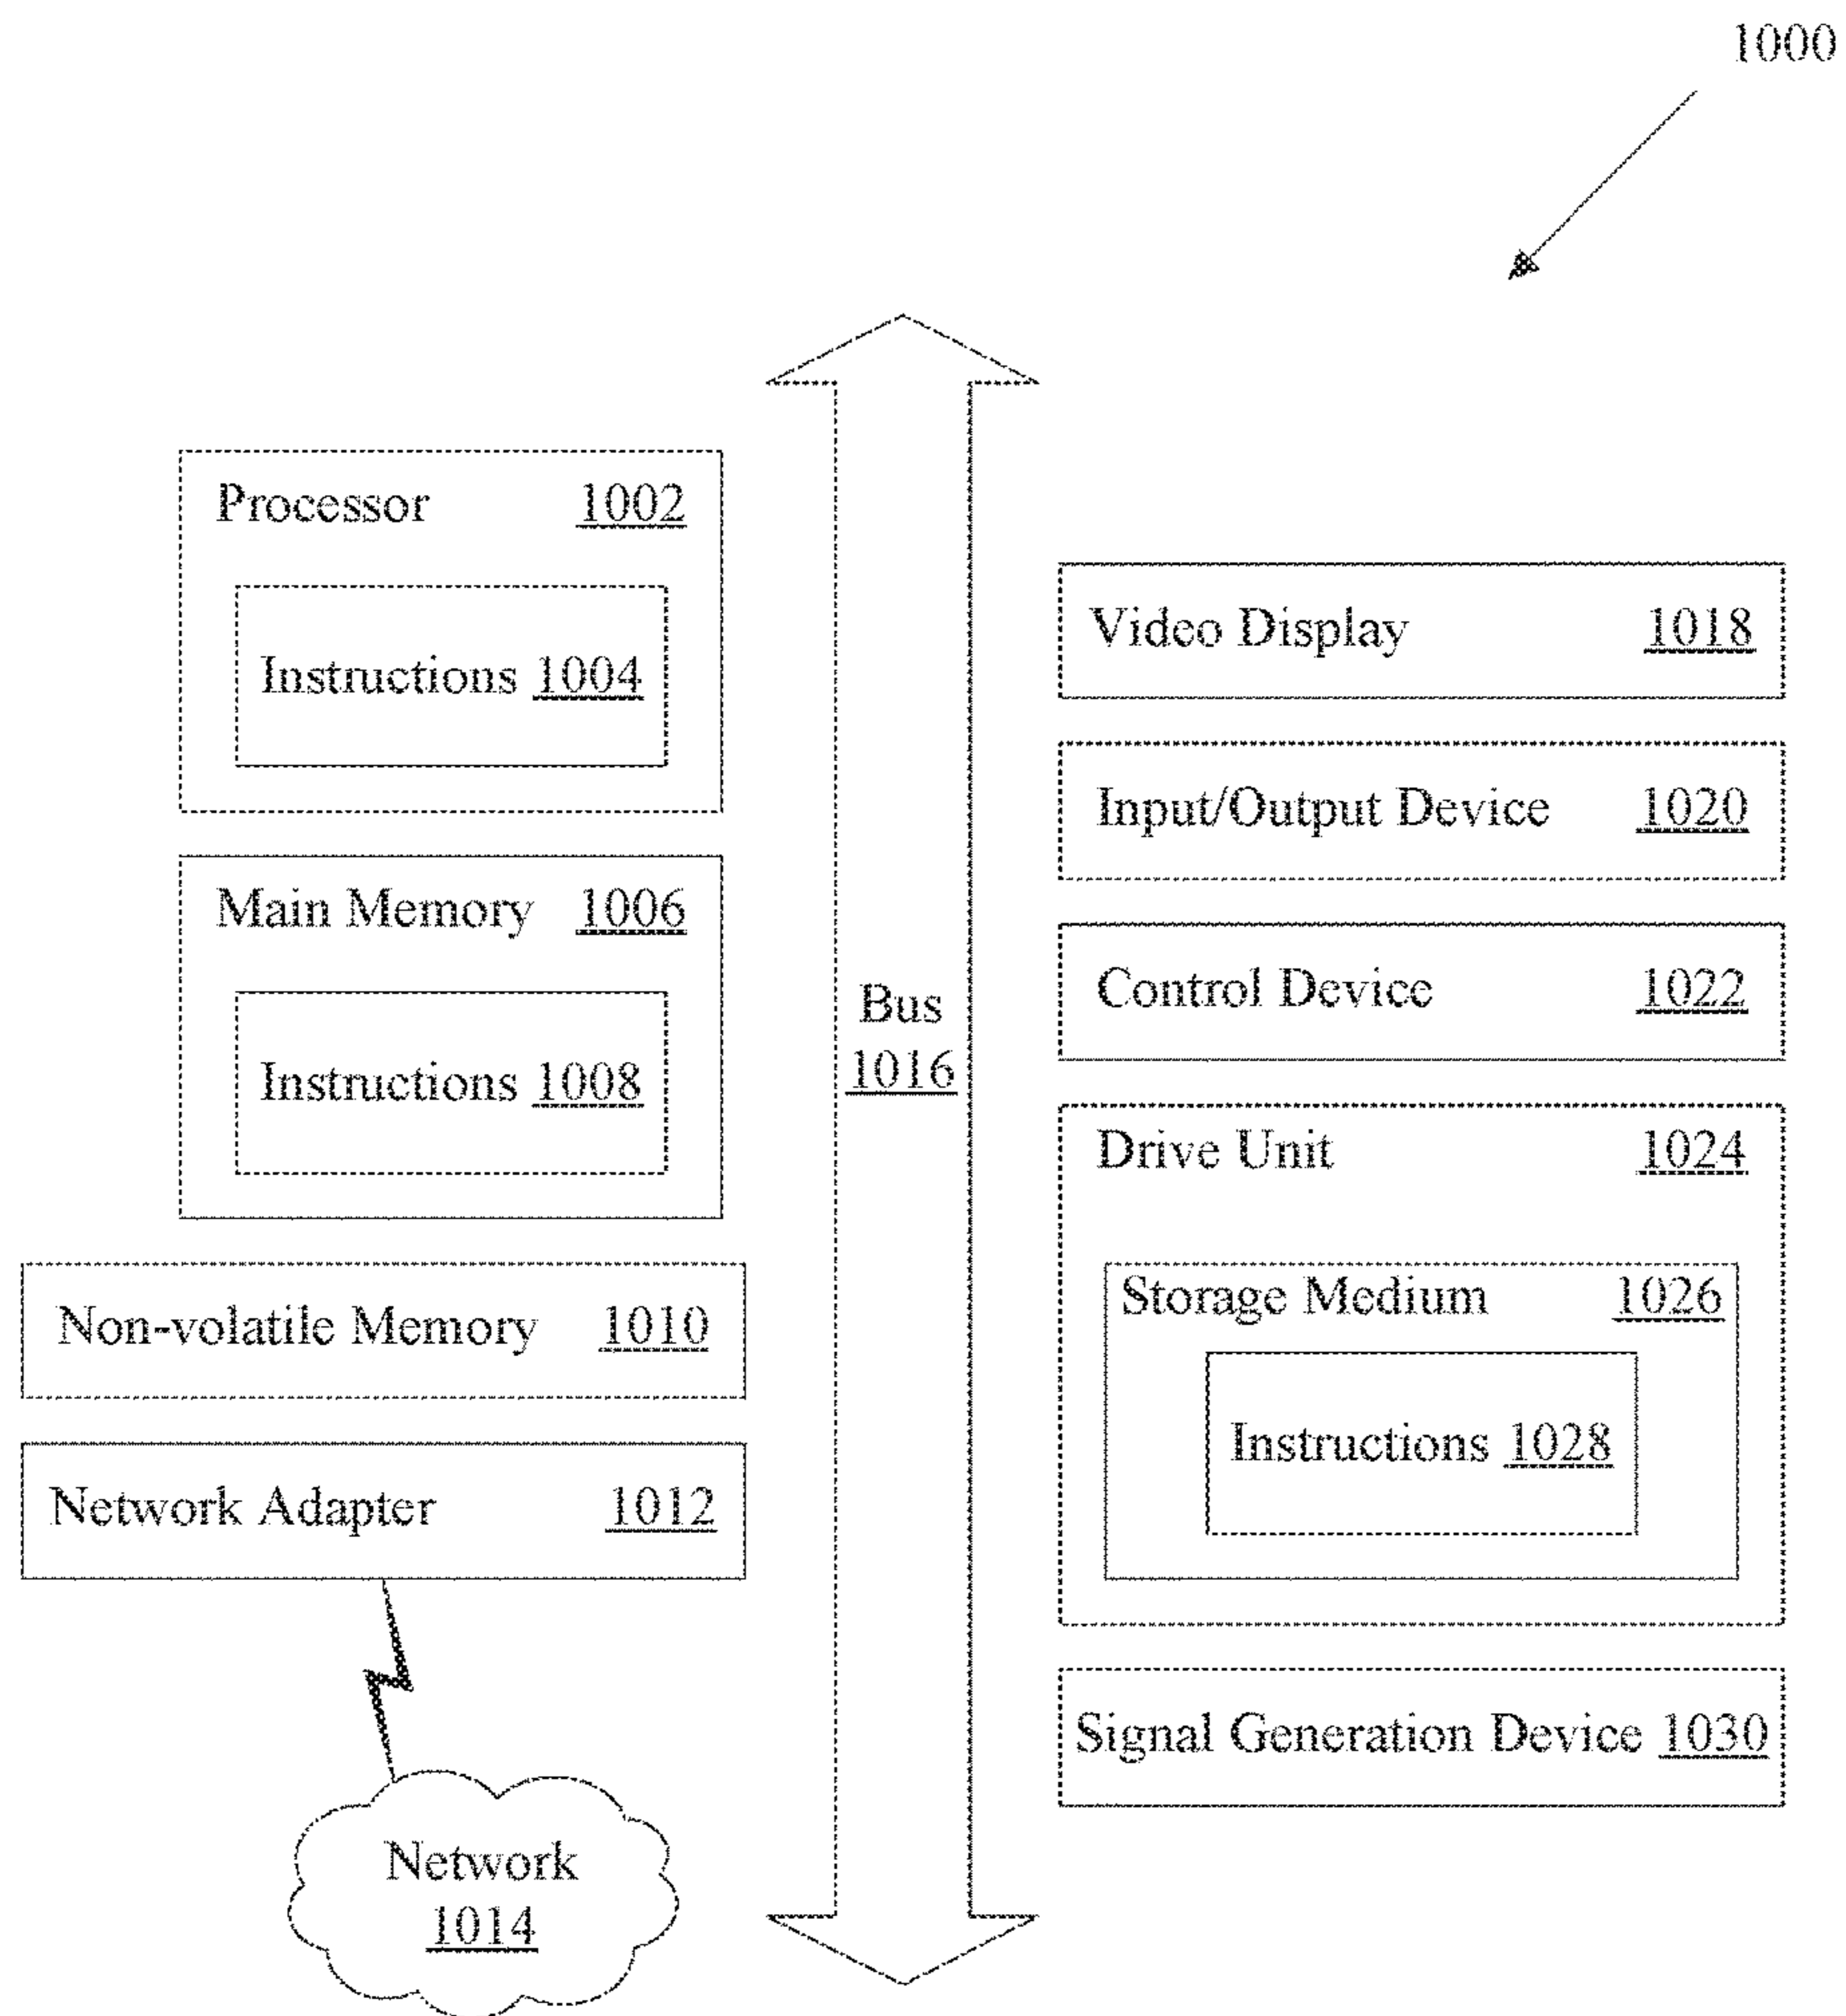 1000
Processor 1002
Instructions 1004
Main Memory 1006
Instructions 1008
Non-volatile Memory 1010
Network Adapter 1012
Network
1014
Bus
1016
Video Display 1018
Input/Output Device 1020
Control Device 1022
Drive Unit 1024
Storage Medium 1026
Instructions 1028
Signal Generation Device 1030